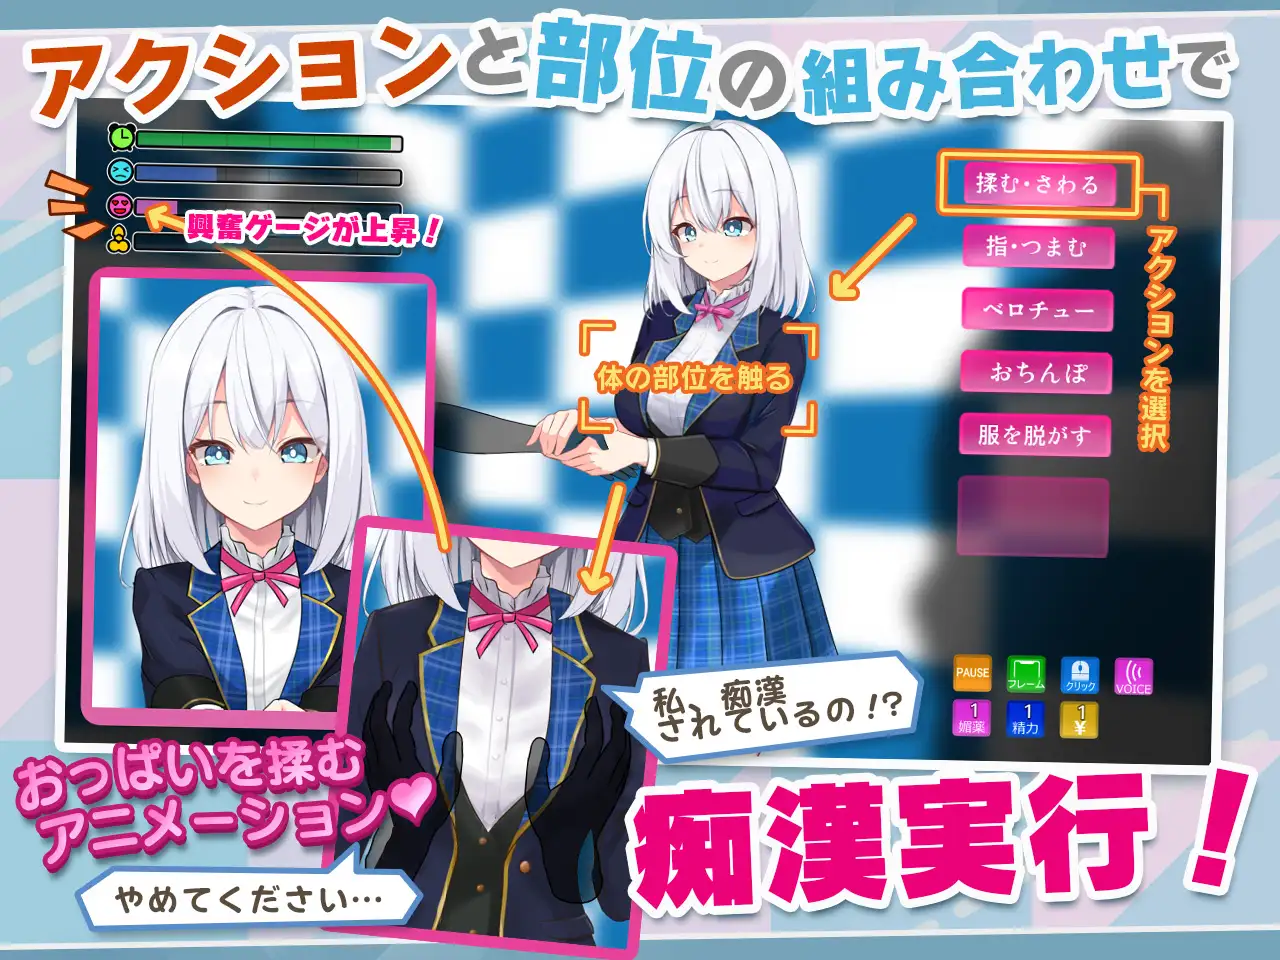 アクションと部位の組み合わせで
興奮ゲージが上昇！
揉む・さわる
指・つまむ
ベロチュー
おちんぽ
服を脱がす
アクションを選択
体の部位を触る
PAUSE
フレーム
クリック
VOICE
1
媚薬
1
精力
1
¥
私、痴漢
されているの！?
おっぱいを揉む
アニメーション
やめてください…
痴漢実行！